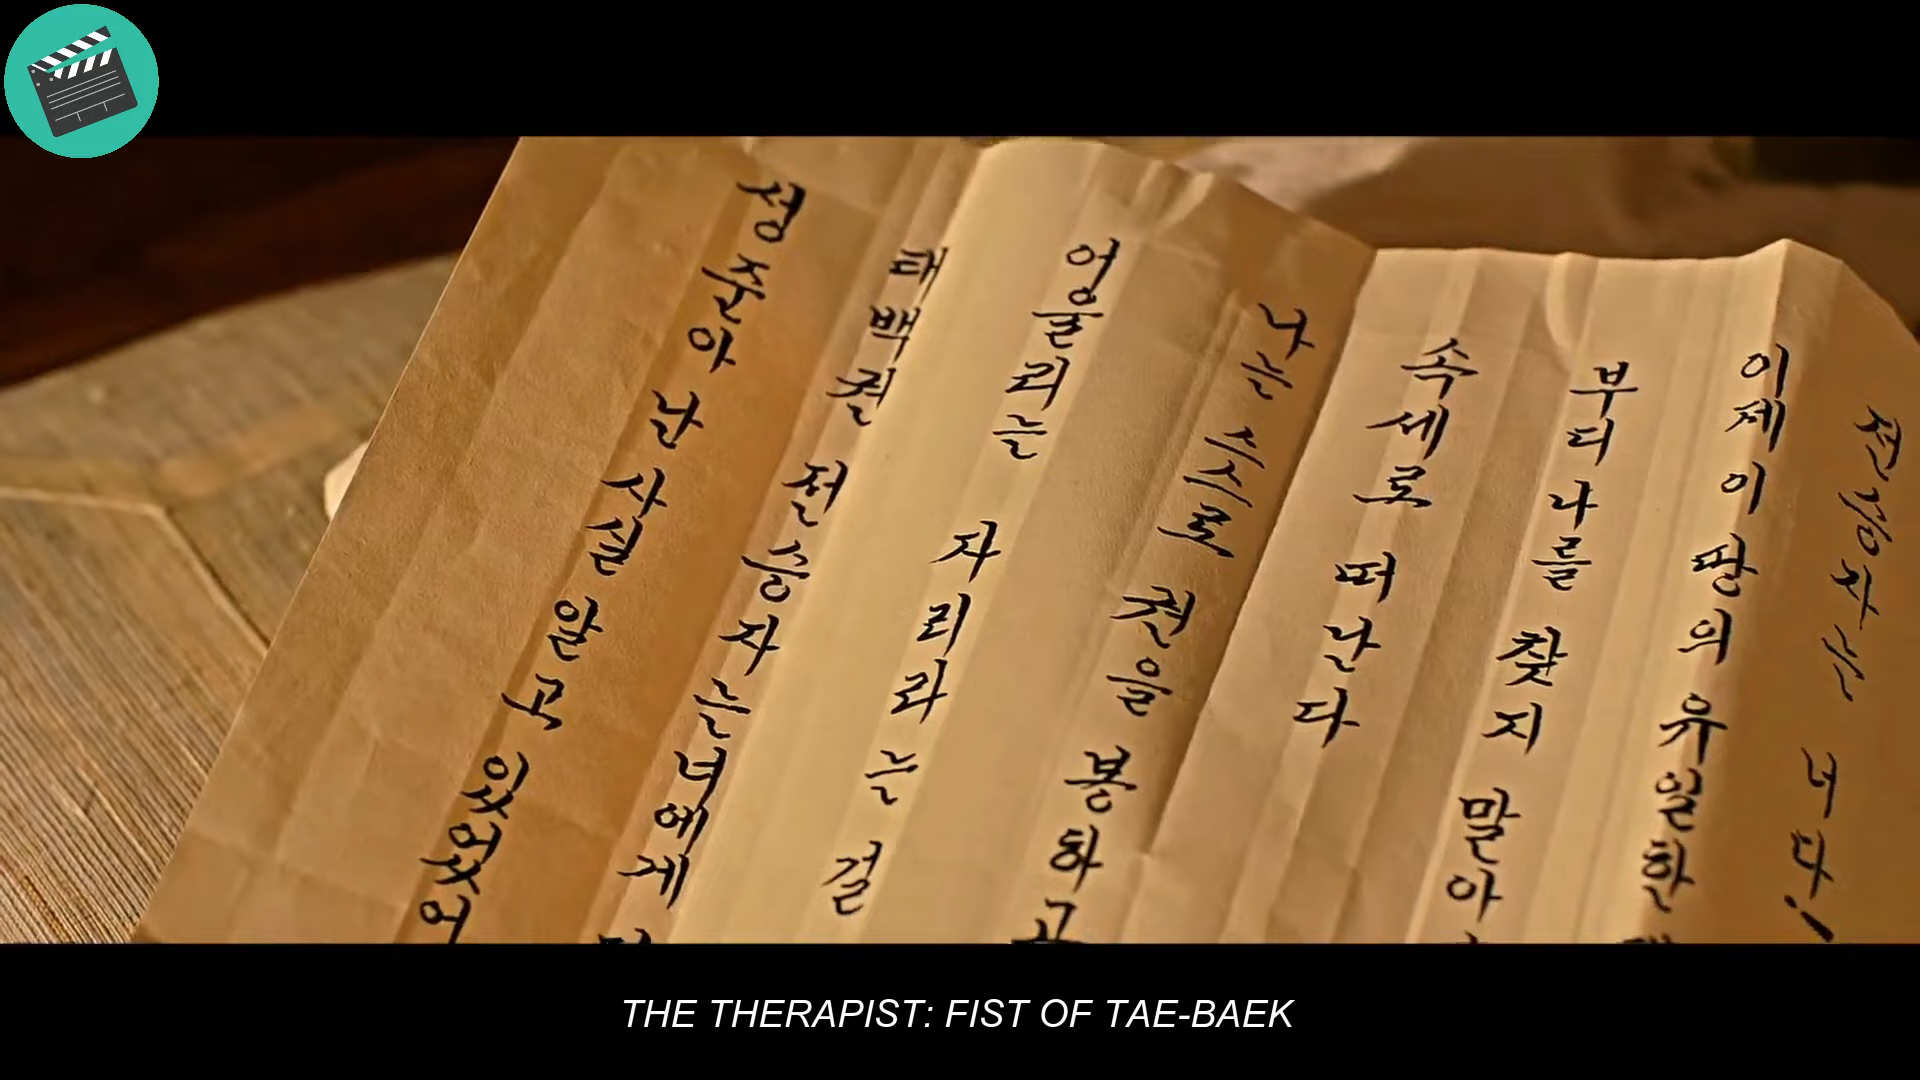 성준아 난 사실 알고 있었어
태백권 전승자는 너에게
어울리는 자리라는 걸
나는 스스로 권을 봉하고
속세로 떠난다
부디 나를 찾지 말아
이제 이 땅의 유일한
전승자는 너다!
THE THERAPIST: FIST OF TAE-BAEK